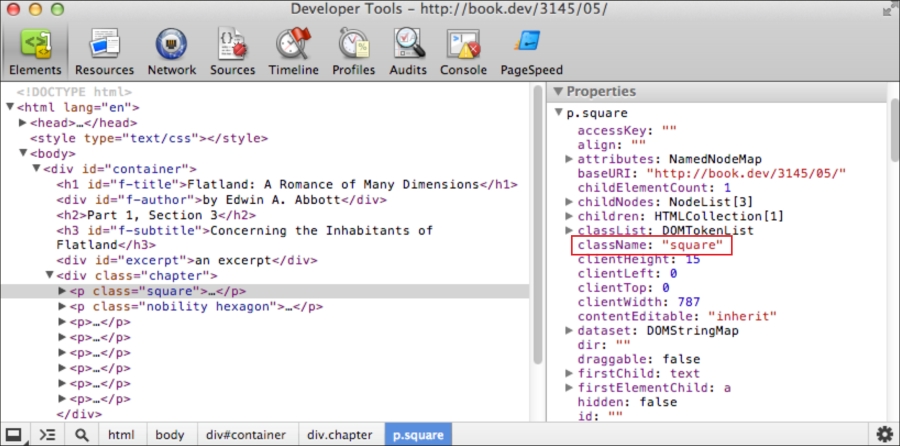 Developer Tools - http://book.dev/3145/05/
Elements Resources Network Sources Timeline Profiles Audits Console PageSpeed
<!DOCTYPE html>
▼<html lang="en">
▶<head>…</head>
<style type="text/css"></style>
▼<body>
▼<div id="container">
<h1 id="f-title">Flatland: A Romance of Many Dimensions</h1>
<div id="f-author">by Edwin A. Abbott</div>
<h2>Part 1, Section 3</h2>
<h3 id="f-subtitle">Concerning the Inhabitants of
Flatland</h3>
<div id="excerpt">an excerpt</div>
▼<div class="chapter">
▶<p class="square">…</p>
▶<p class="nobility hexagon">…</p>
▶<p>…</p>
▶<p>…</p>
▶<p>…</p>
▶<p>…</p>
▶<p>…</p>
▶<p>…</p>
</div>
▼ Properties
▼p.square
accessKey: ""
align: ""
▶attributes: NamedNodeMap
baseURI: "http://book.dev/3145/05/"
childElementCount: 1
▶childNodes: NodeList[3]
▶children: HTMLCollection[1]
▶classList: DOMTokenList
className: "square"
clientHeight: 15
clientLeft: 0
clientTop: 0
clientWidth: 787
contentEditable: "inherit"
▶dataset: DOMStringMap
dir: ""
draggable: false
▶firstChild: text
▶firstElementChild: a
hidden: false
id: ""
html body div#container div.chapter p.square